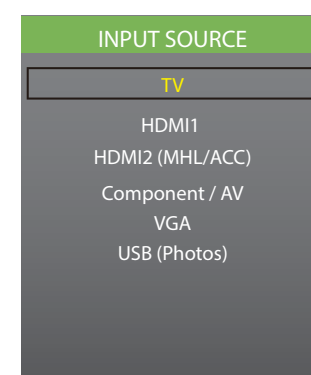 INPUT SOURCE
TV
HDMI1
HDMI2 (MHL/ACC)
Component / AV
VGA
USB (Photos)